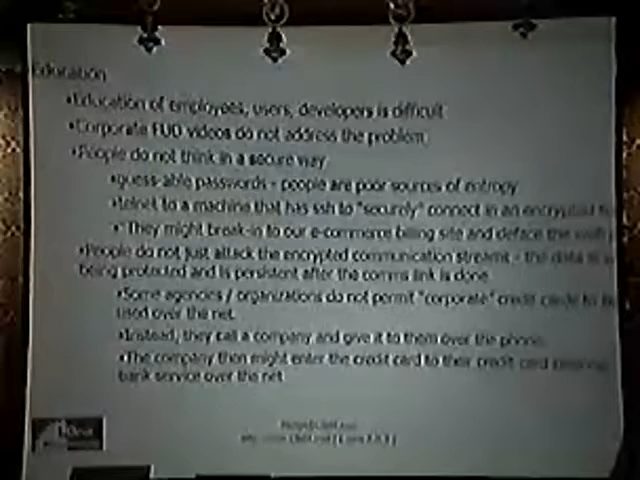 Education
•Education of employees, users, developers is difficult
•Corporate FUD videos do not address the problem
•People do not think in a secure way
•guess-able passwords - people are poor sources of entropy
•telnet to a machine that has ssh to "securely" connect in an encrypted
•"They might break-in to our e-commerce billing site and deface the
•People do not just attack the encrypted communication streams - the data is
being protected and is persistent after the comms link is done
•Some agencies / organizations do not permit "corporate" credit cards to be
used over the net
•Instead, they call a company and give it to them over the phone
•The company then might enter the credit card to their credit card
bank service over the net